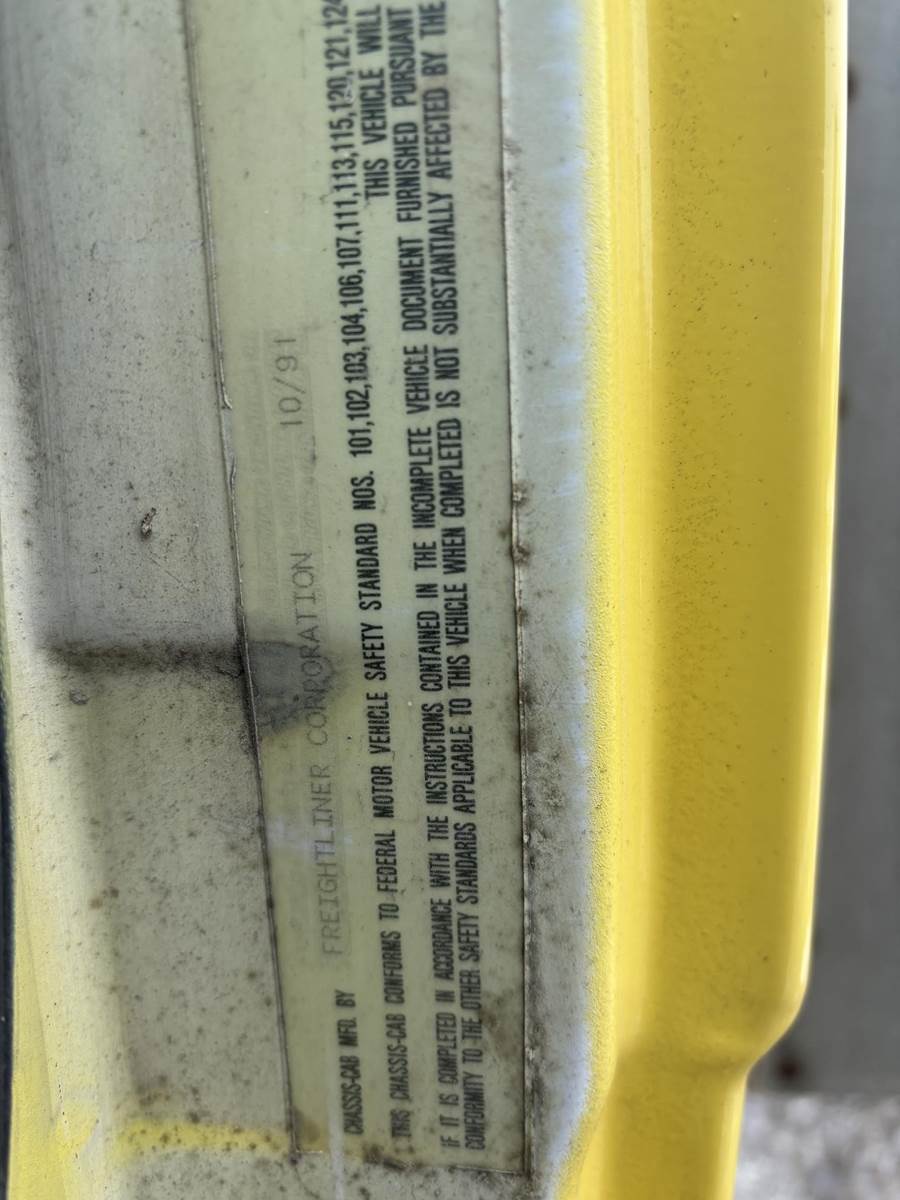 CHASSIS-CAB MFD. BY FREIGHTLINER CORPORATION 10/91
THIS CHASSIS-CAB CONFORMS TO FEDERAL MOTOR VEHICLE SAFETY STANDARD NOS. 101,102,103,104,106,107,111,113,115,120,121,124
THIS VEHICLE WILL
IF IT IS COMPLETED IN ACCORDANCE WITH THE INSTRUCTIONS CONTAINED IN THE INCOMPLETE VEHICLE DOCUMENT FURNISHED PURSUANT
CONFORMITY TO THE OTHER SAFETY STANDARDS APPLICABLE TO THIS VEHICLE WHEN COMPLETED IS NOT SUBSTANTIALLY AFFECTED BY THE